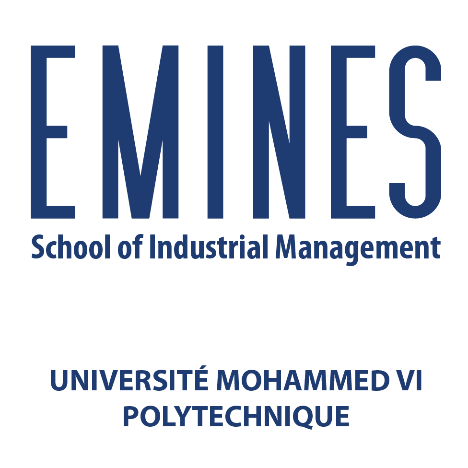 EMINES
School of Industrial Management
UNIVERSITÉ MOHAMMED VI
POLYTECHNIQUE